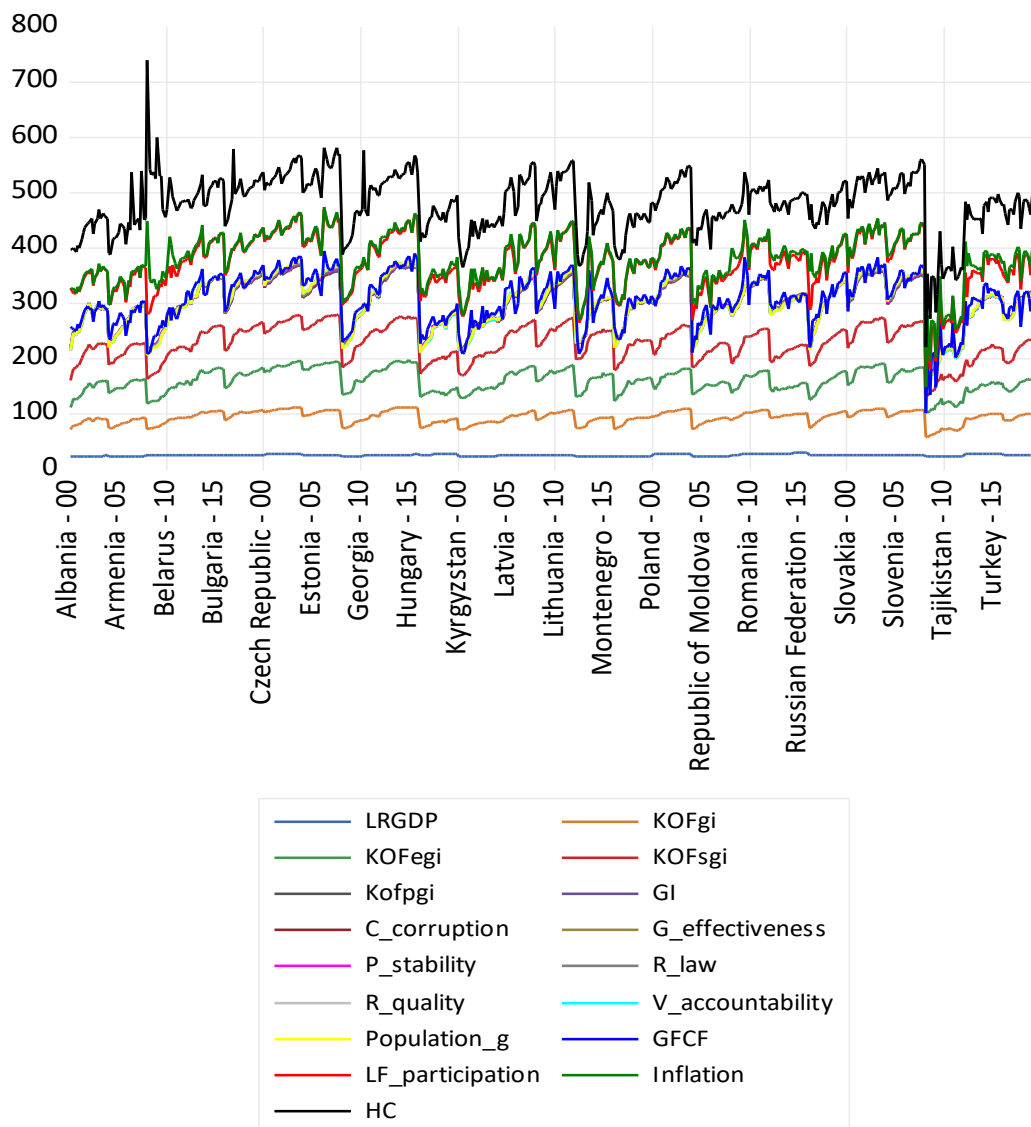 800
700
600
500
400
300
200
100
0
Albania - 00
Armenia - 05
Belarus - 10
Bulgaria - 15
Czech Republic - 00
Estonia - 05
Georgia - 10
Hungary - 15
Kyrgyzstan - 00
Latvia - 05
Lithuania - 10
Montenegro - 15
Poland - 00
Republic of Moldova - 05
Romania - 10
Russian Federation - 15
Slovakia - 00
Slovenia - 05
Tajikistan - 10
Turkey - 15
LRGDP KOFgi
KOFegi KOFsgi
Kofpgi GI
C_corruption G_effectiveness
P_stability R_law
R_quality V_accountability
Population_g GFCF
LF_participation Inflation
HC